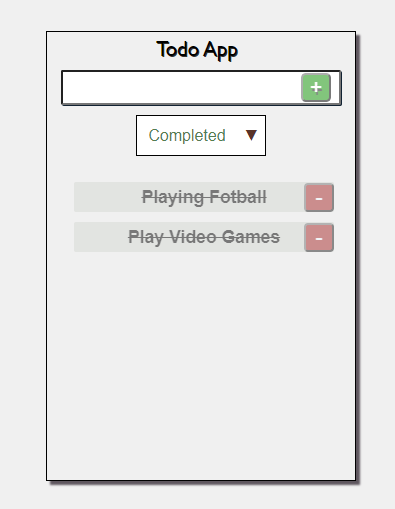 Todo App
+
Completed ▼
Playing Fotball -
Play Video Games -